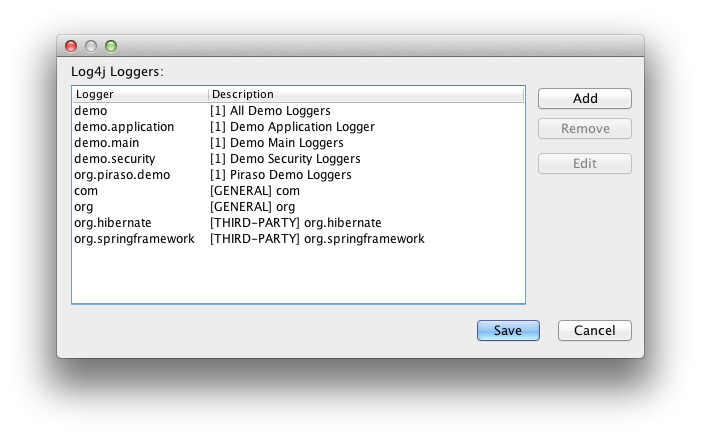 Log4j Loggers:
Logger Description
demo [1] All Demo Loggers
demo.application [1] Demo Application Logger
demo.main [1] Demo Main Loggers
demo.security [1] Demo Security Loggers
org.piraso.demo [1] Piraso Demo Loggers
com [GENERAL] com
org [GENERAL] org
org.hibernate [THIRD-PARTY] org.hibernate
org.springframework [THIRD-PARTY] org.springframework
Add
Remove
Edit
Save Cancel